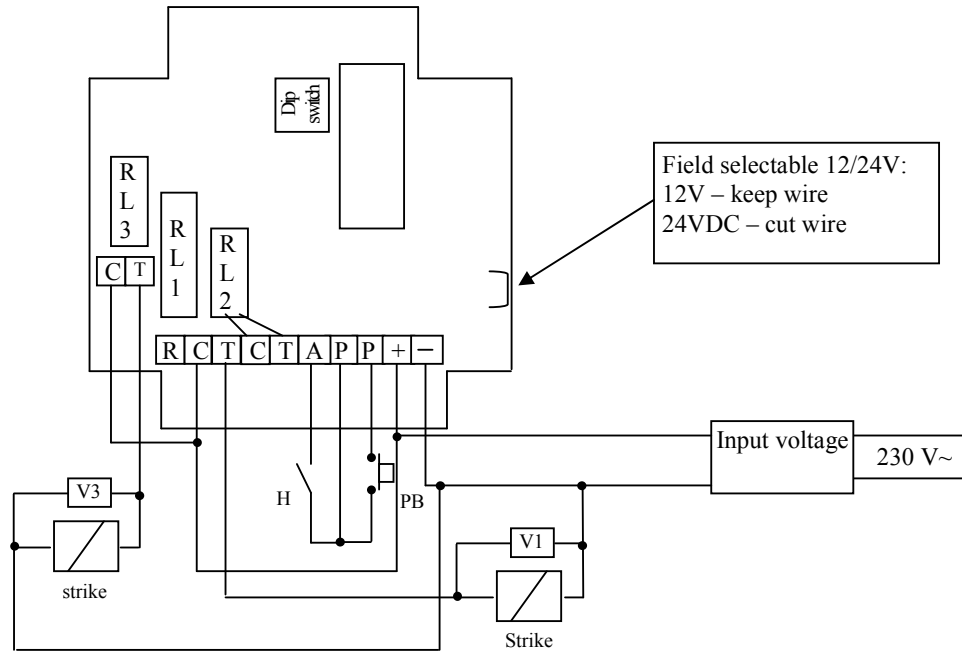 Dip
switch
R
L
3
R
L
1
R
L
2
C T
R C T C T A P P + −
Field selectable 12/24V:
12V – keep wire
24VDC – cut wire
Input voltage
230 V~
H
PB
V3
strike
V1
Strike